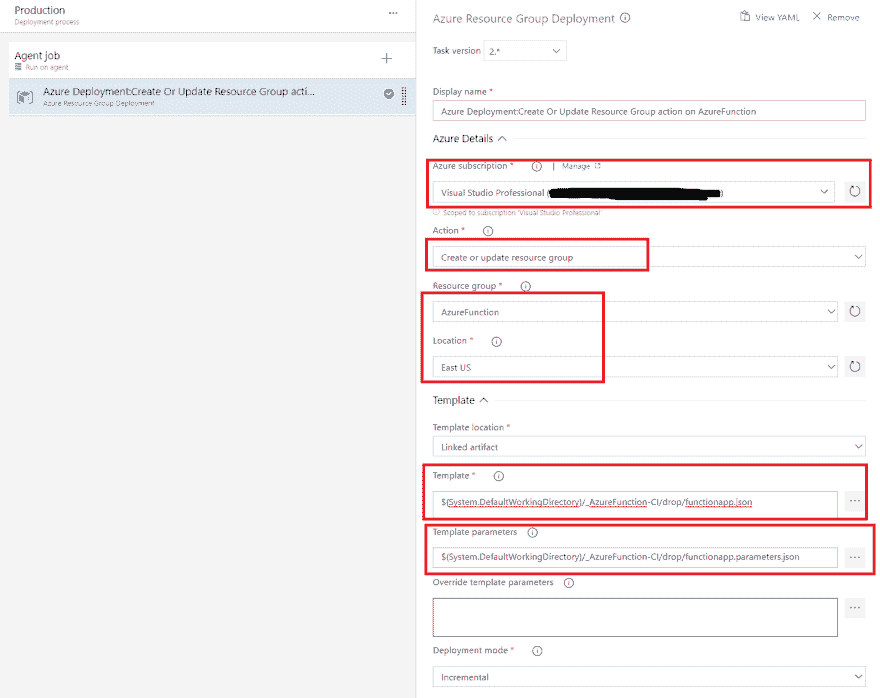 Production
Deployment process
Agent job
Run on agent
Azure Deployment:Create Or Update Resource Group acti...
Azure Resource Group Deployment
Azure Resource Group Deployment
View YAML
Remove
Task version 2.*
Display name *
Azure Deployment:Create Or Update Resource Group action on AzureFunction
Azure Details
Azure subscription * | Manage
Visual Studio Professional ( )
Scoped to subscription 'Visual Studio Professional'
Action *
Create or update resource group
Resource group *
AzureFunction
Location *
East US
Template
Template location *
Linked artifact
Template *
$(System.DefaultWorkingDirectory)/_AzureFunction-CI/drop/functionapp.json
Template parameters
$(System.DefaultWorkingDirectory)/_AzureFunction-CI/drop/functionapp.parameters.json
Override template parameters
Deployment mode *
Incremental